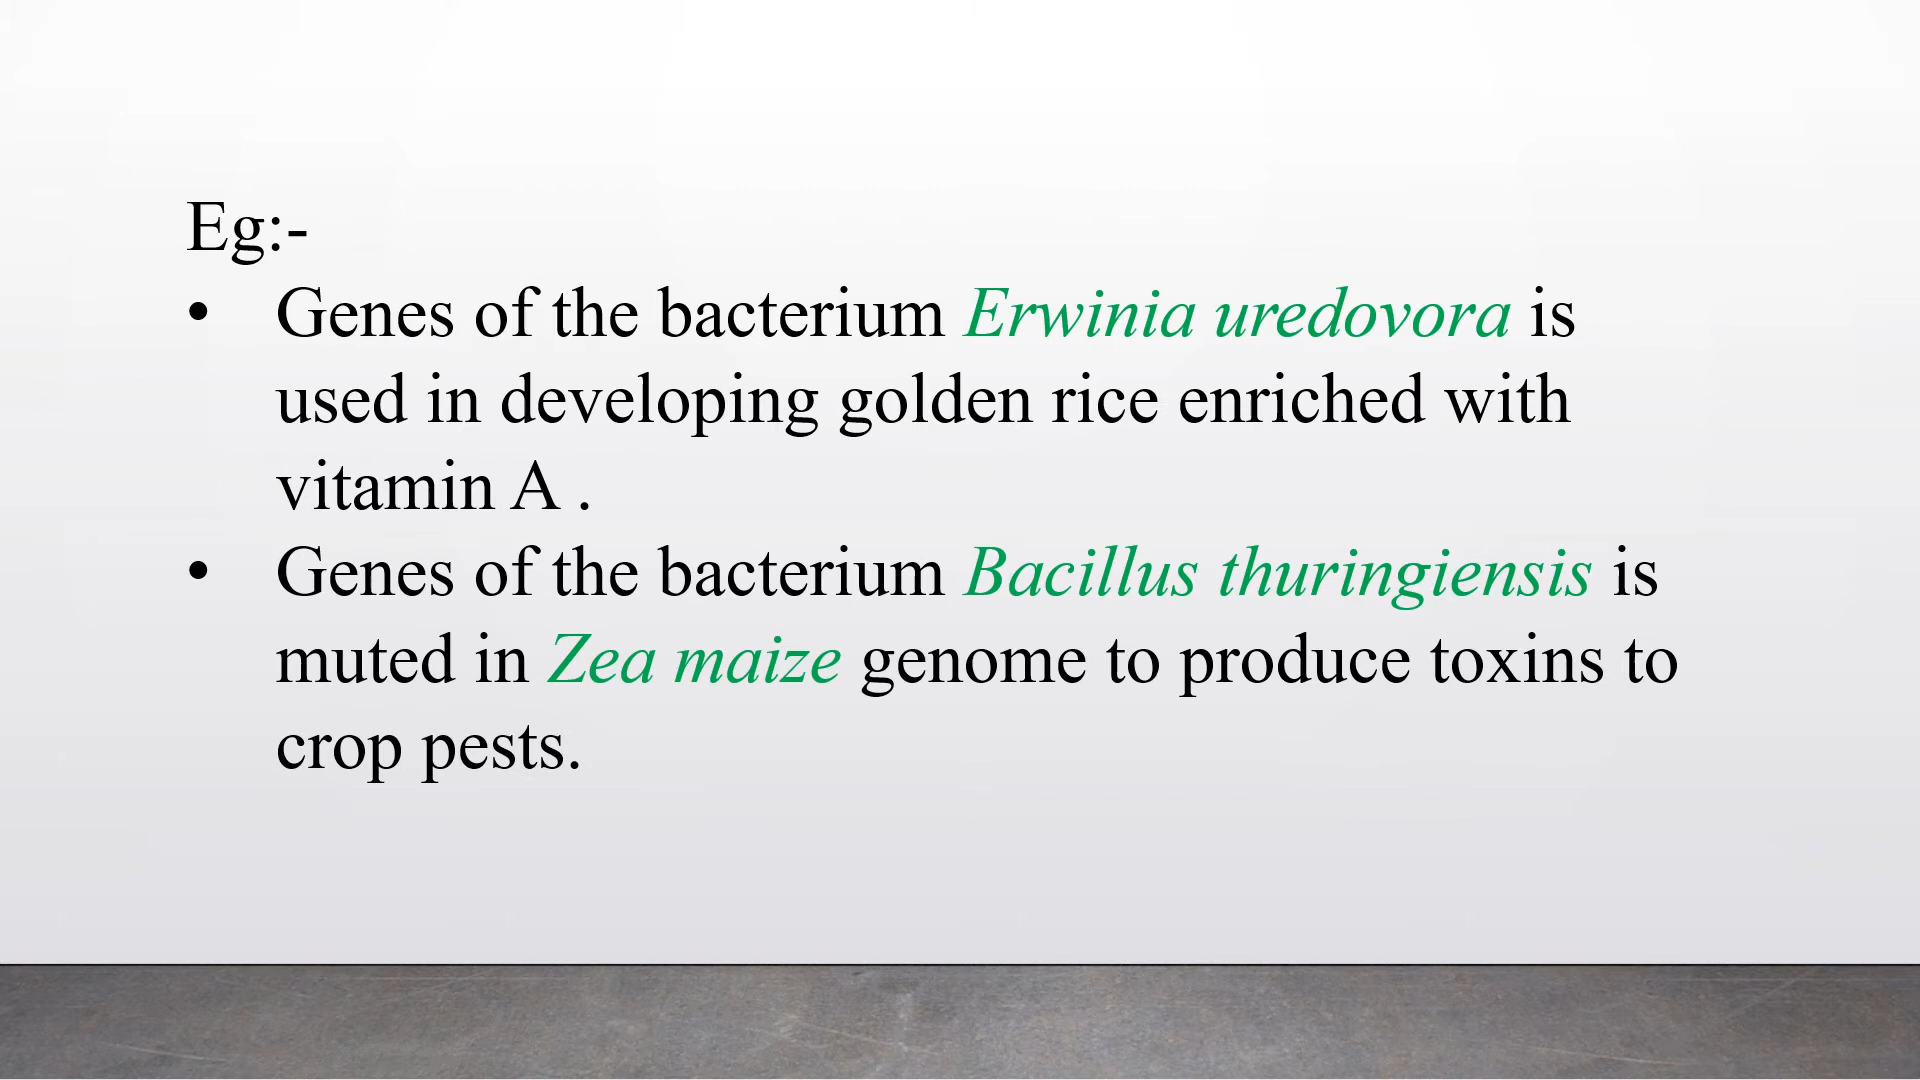 Eg:-
• Genes of the bacterium Erwinia uredovora is
used in developing golden rice enriched with
vitamin A .
• Genes of the bacterium Bacillus thuringiensis is
muted in Zea maize genome to produce toxins to
crop pests.